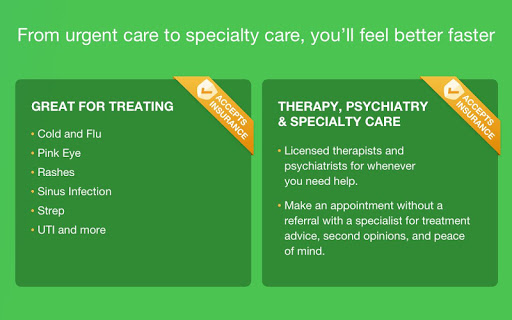 From urgent care to specialty care, you’ll feel better faster
GREAT FOR TREATING
ACCEPTS
INSURANCE
• Cold and Flu
• Pink Eye
• Rashes
• Sinus Infection
• Strep
• UTI and more
THERAPY, PSYCHIATRY
& SPECIALTY CARE
ACCEPTS
INSURANCE
• Licensed therapists and
psychiatrists for whenever
you need help.
• Make an appointment without a
referral with a specialist for treatment
advice, second opinions, and peace
of mind.